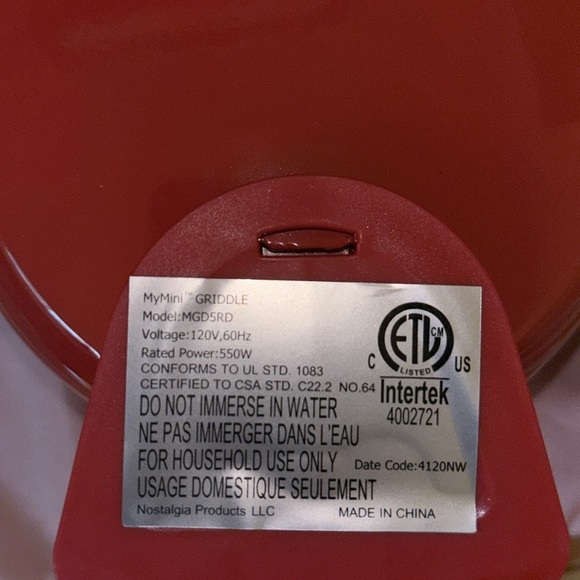 MyMini™ GRIDDLE
Model:MGD5RD
Voltage:120V,60Hz
Rated Power:550W
CONFORMS TO UL STD. 1083
CERTIFIED TO CSA STD. C22.2 NO.64
ETL CM
LISTED
C US
Intertek
4002721
DO NOT IMMERSE IN WATER
NE PAS IMMERGER DANS L'EAU
FOR HOUSEHOLD USE ONLY Date Code:4120NW
USAGE DOMESTIQUE SEULEMENT
Nostalgia Products LLC MADE IN CHINA